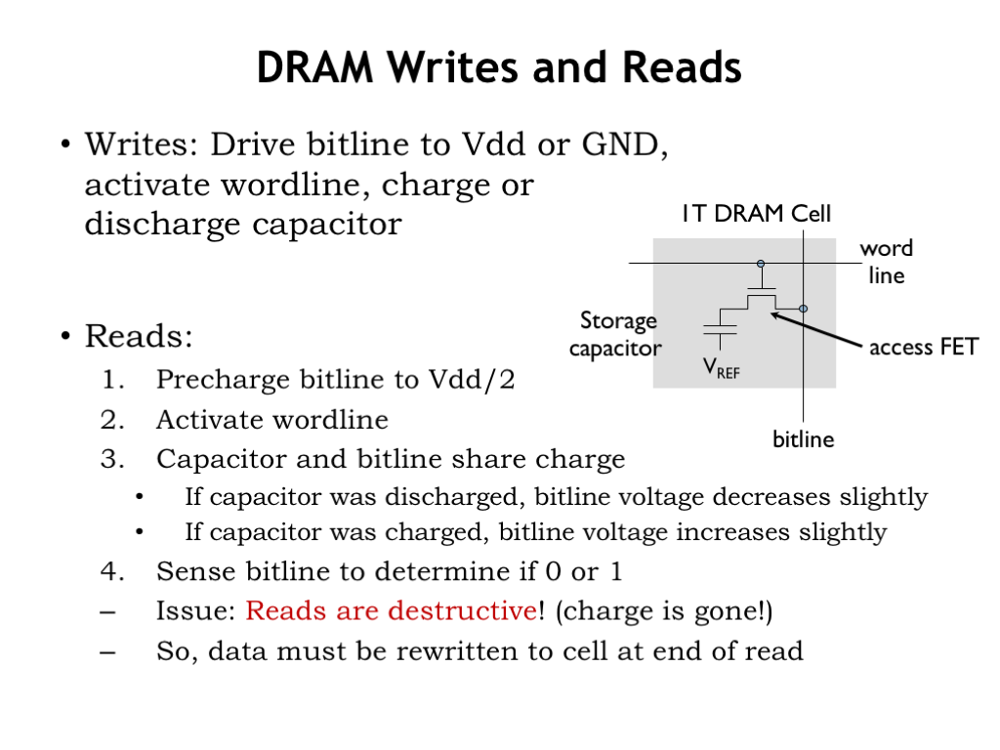 DRAM Writes and Reads
• Writes: Drive bitline to Vdd or GND,
activate wordline, charge or
discharge capacitor
1T DRAM Cell
word
line
Storage
capacitor
access FET
VREF
bitline
• Reads:
1. Precharge bitline to Vdd/2
2. Activate wordline
3. Capacitor and bitline share charge
• If capacitor was discharged, bitline voltage decreases slightly
• If capacitor was charged, bitline voltage increases slightly
4. Sense bitline to determine if 0 or 1
– Issue: Reads are destructive! (charge is gone!)
– So, data must be rewritten to cell at end of read